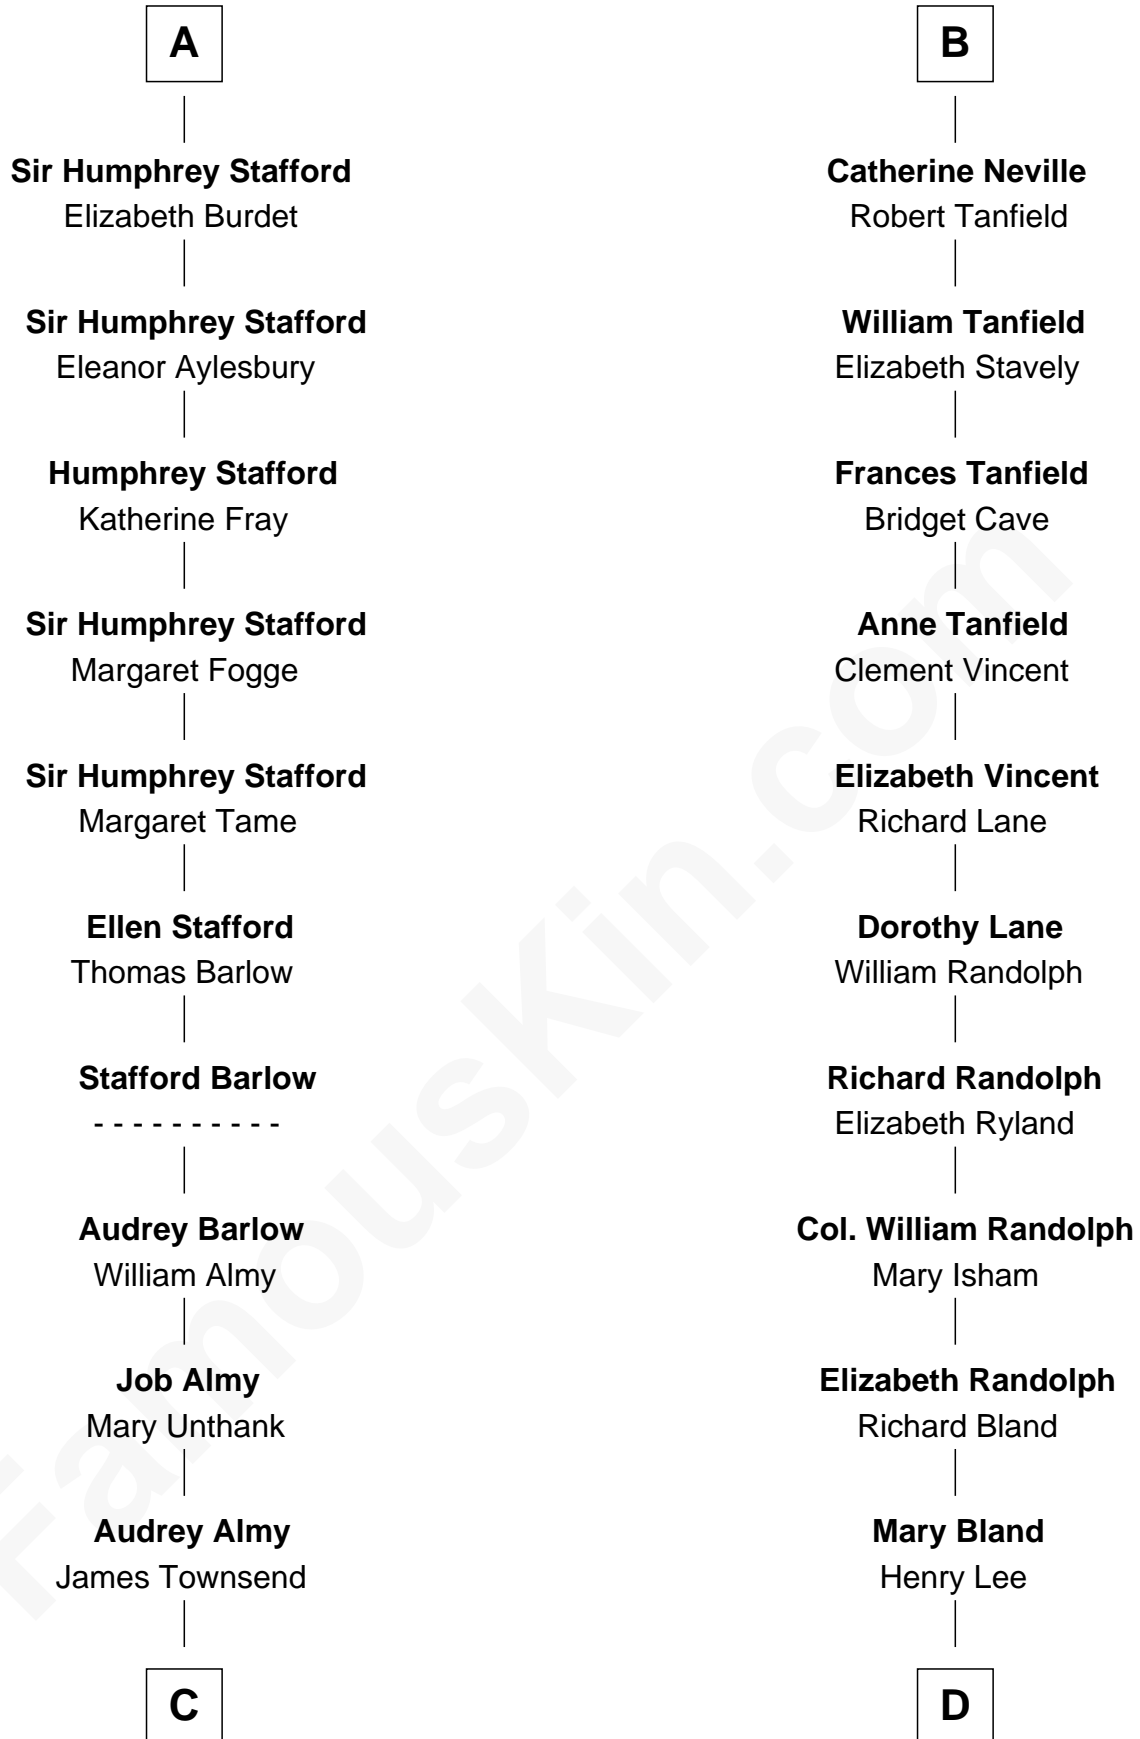 A
B
Sir Humphrey Stafford
Elizabeth Burdet
Catherine Neville
Robert Tanfield
Sir Humphrey Stafford
Eleanor Aylesbury
William Tanfield
Elizabeth Stavely
Humphrey Stafford
Katherine Fray
Frances Tanfield
Bridget Cave
Sir Humphrey Stafford
Margaret Fogge
Anne Tanfield
Clement Vincent
Sir Humphrey Stafford
Margaret Tame
Elizabeth Vincent
Richard Lane
Ellen Stafford
Thomas Barlow
Dorothy Lane
William Randolph
Stafford Barlow
- - - - - - - - - -
Richard Randolph
Elizabeth Ryland
Audrey Barlow
William Almy
Col. William Randolph
Mary Isham
Job Almy
Mary Unthank
Elizabeth Randolph
Richard Bland
Audrey Almy
James Townsend
Mary Bland
Henry Lee
C
D
FamousKin.com